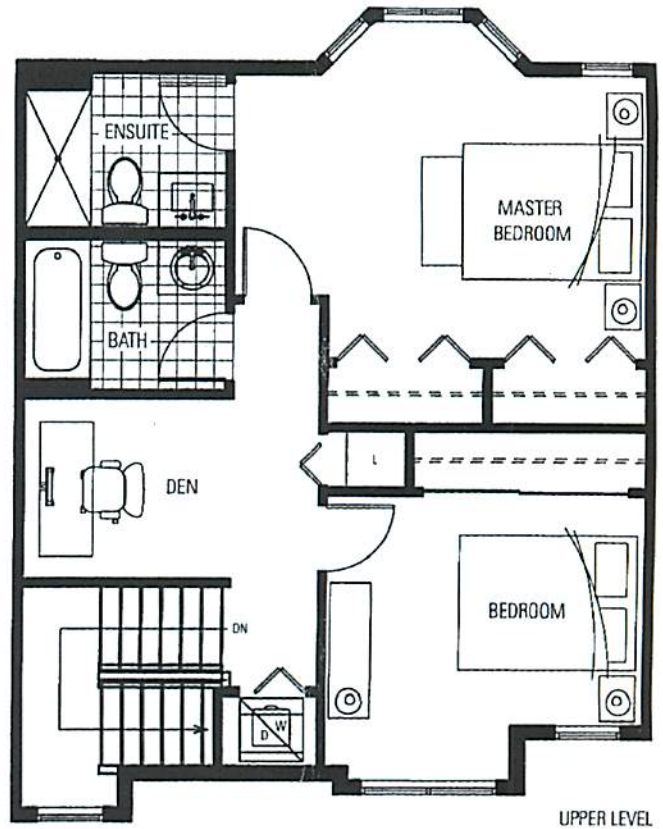 ENSUITE
MASTER
BEDROOM
BATH
L
DEN
BEDROOM
DN
W
D
UPPER LEVEL